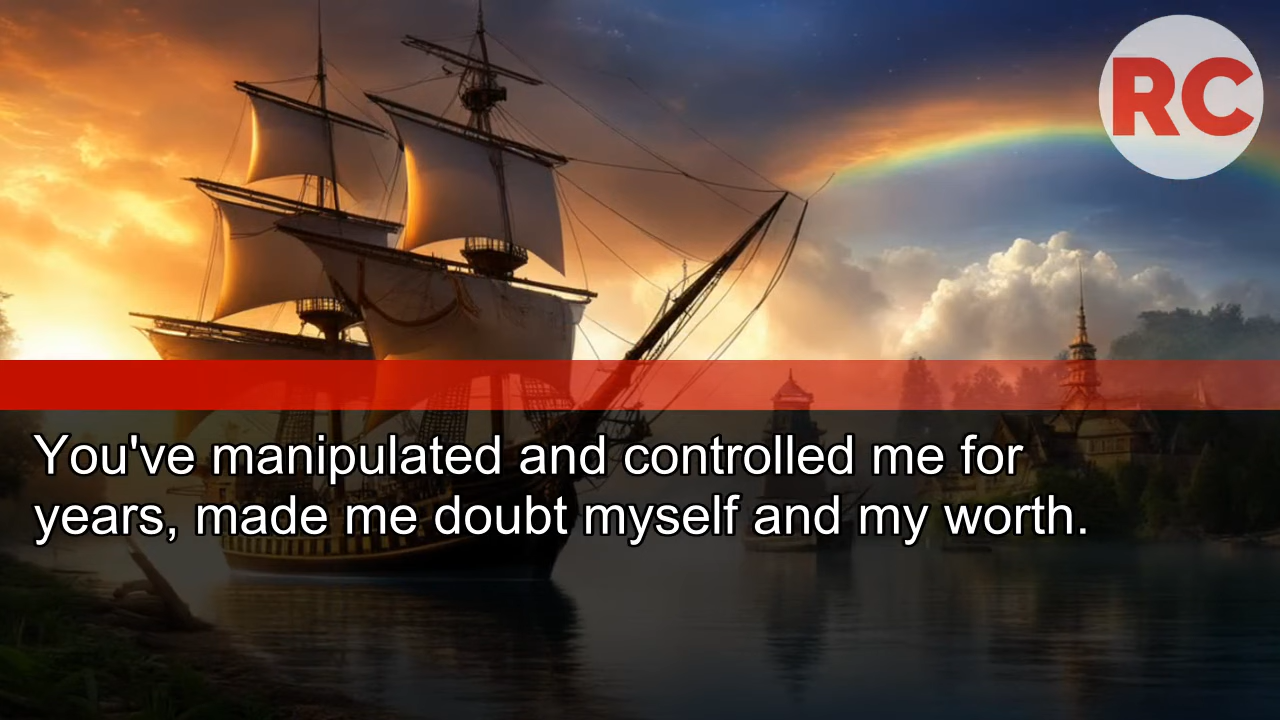 RC
You've manipulated and controlled me for
years, made me doubt myself and my worth.